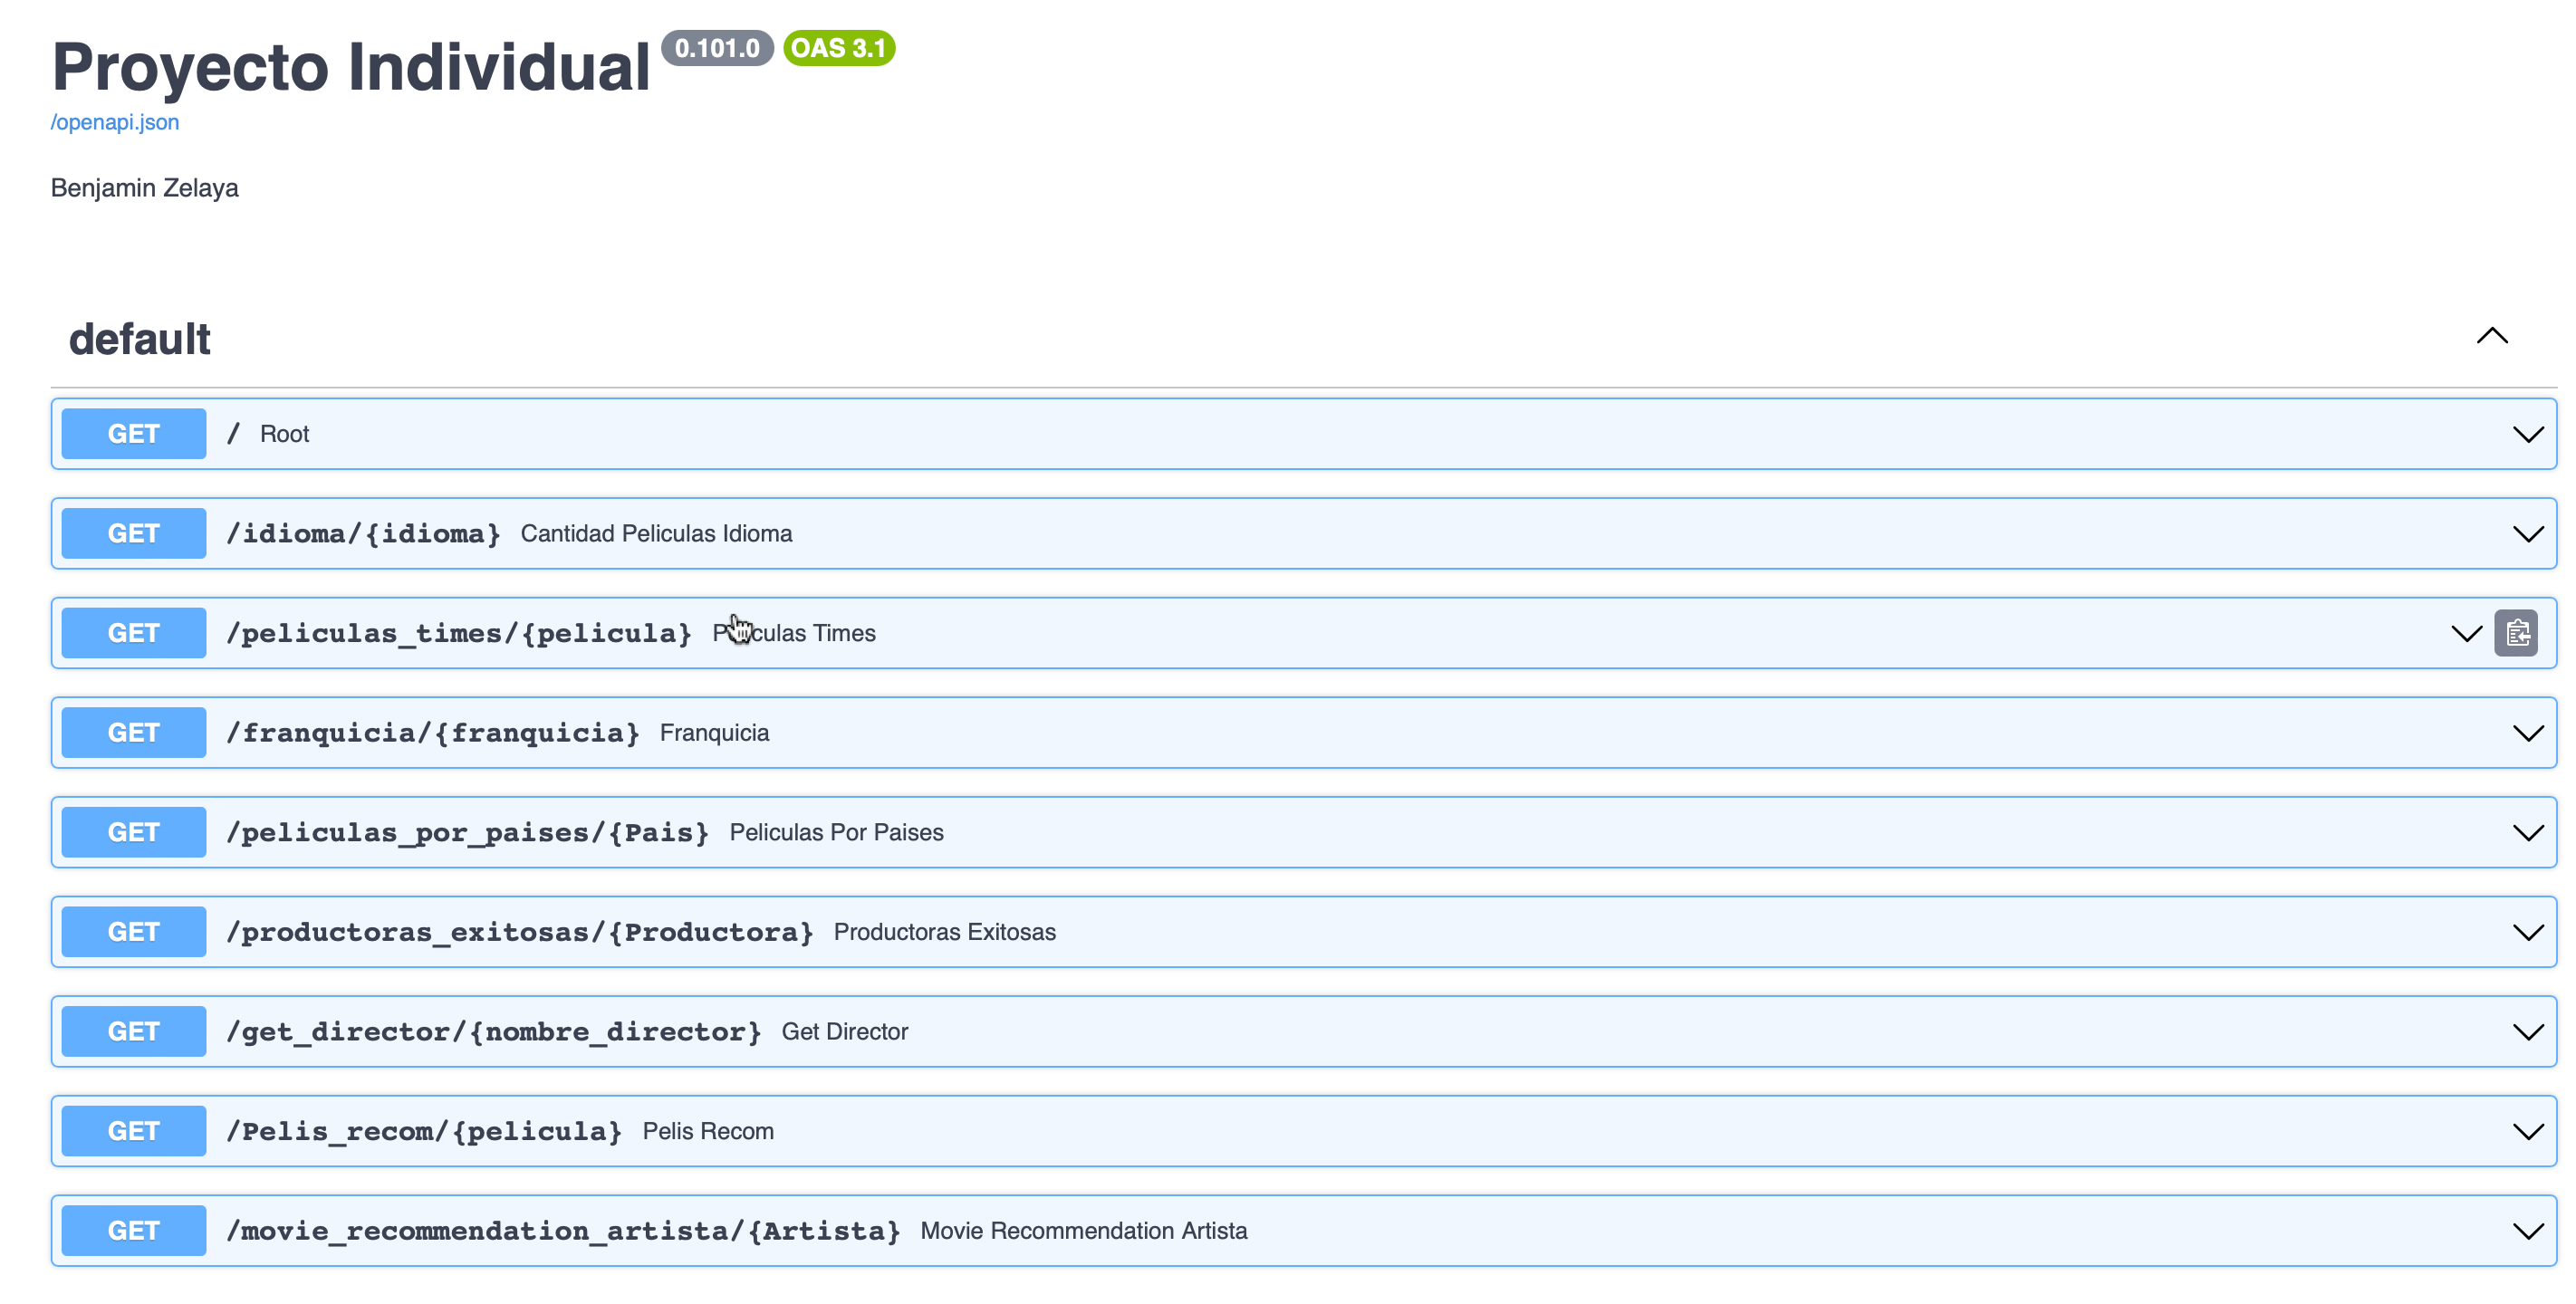 Proyecto Individual 0.101.0 OAS 3.1
/openapi.json
Benjamin Zelaya
default
GET / Root
GET /idioma/{idioma} Cantidad Peliculas Idioma
GET /peliculas_times/{pelicula} Peliculas Times
GET /franquicia/{franquicia} Franquicia
GET /peliculas_por_paises/{Pais} Peliculas Por Paises
GET /productoras_exitosas/{Productora} Productoras Exitosas
GET /get_director/{nombre_director} Get Director
GET /Pelis_recom/{pelicula} Pelis Recom
GET /movie_recommendation_artista/{Artista} Movie Recommendation Artista